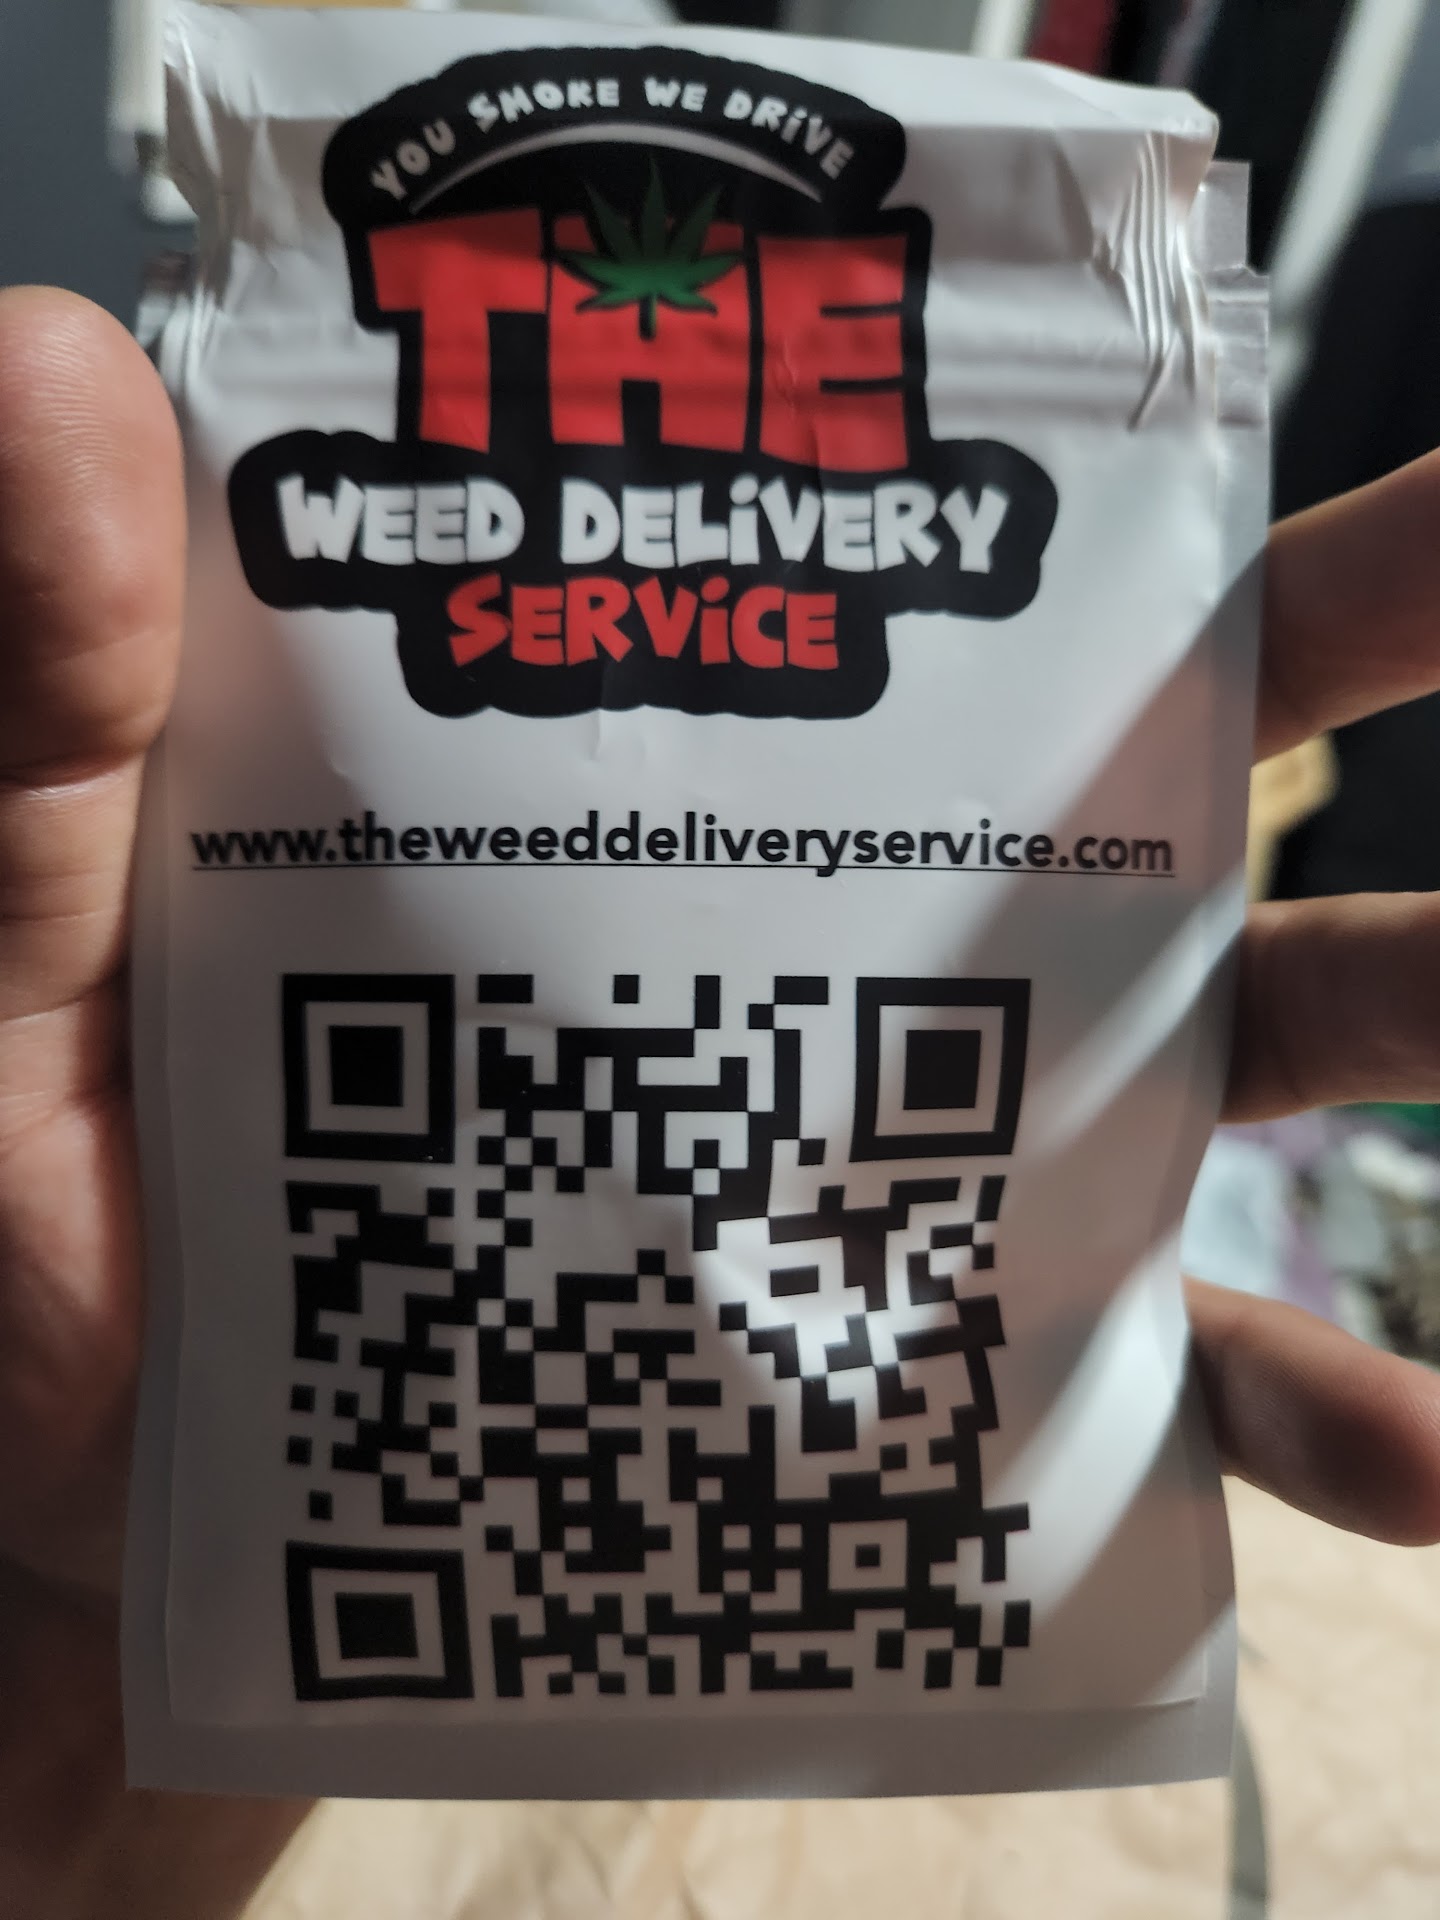 YOU SMOKE WE DRiVE
THE
WEED DELiVERY
SERViCE
www.theweeddeliveryservice.com